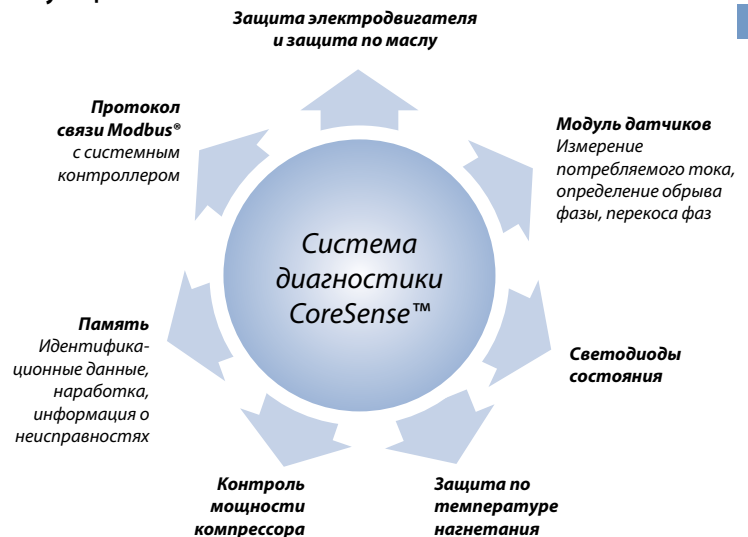 Защита электродвигателя
и защита по маслу
Протокол
связи Modbus®
с системным
контроллером
Модуль датчиков
Измерение
потребляемого тока,
определение обрыва
фазы, перекоса фаз
Система
диагностики
CoreSense™
Память
Идентифика-
ционные данные,
наработка,
информация о
неисправностях
Светодиоды
состояния
Контроль
мощности
компрессора
Защита по
температуре
нагнетания